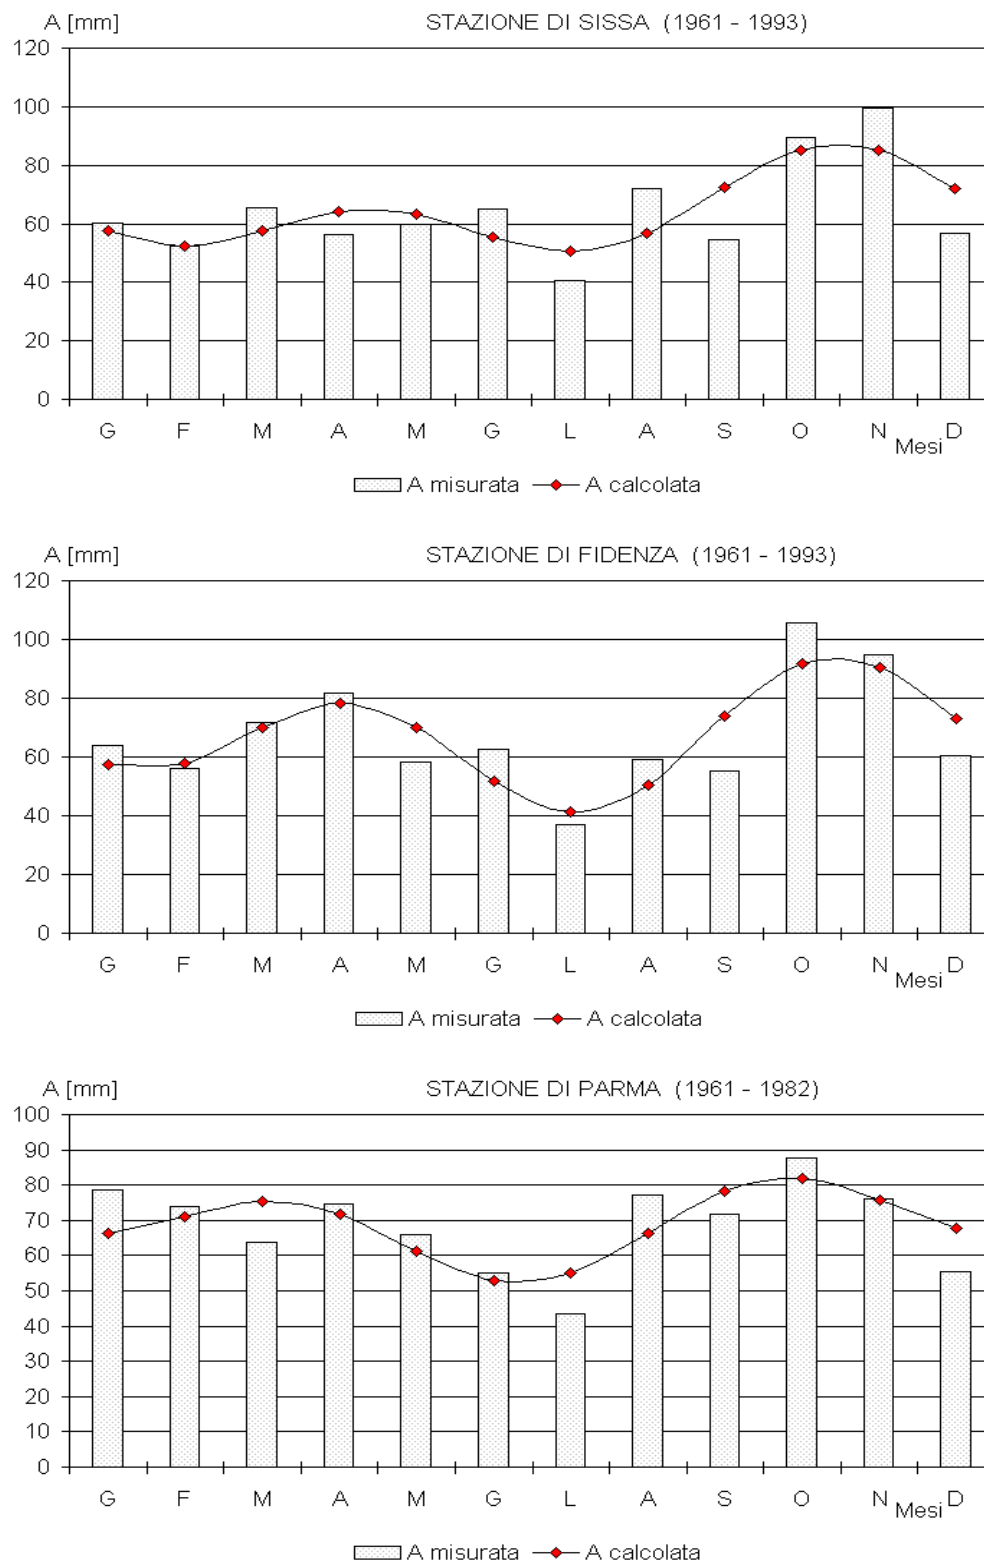 A [mm] STAZIONE DI SISSA (1961 - 1993)
120
100
80
60
40
20
0
G F M A M G L A S O N D
Mesi
A misurata A calcolata
A [mm] STAZIONE DI FIDENZA (1961 - 1993)
120
100
80
60
40
20
0
G F M A M G L A S O N D
Mesi
A misurata A calcolata
A [mm] STAZIONE DI PARMA (1961 - 1982)
100
90
80
70
60
50
40
30
20
10
0
G F M A M G L A S O N D
Mesi
A misurata A calcolata